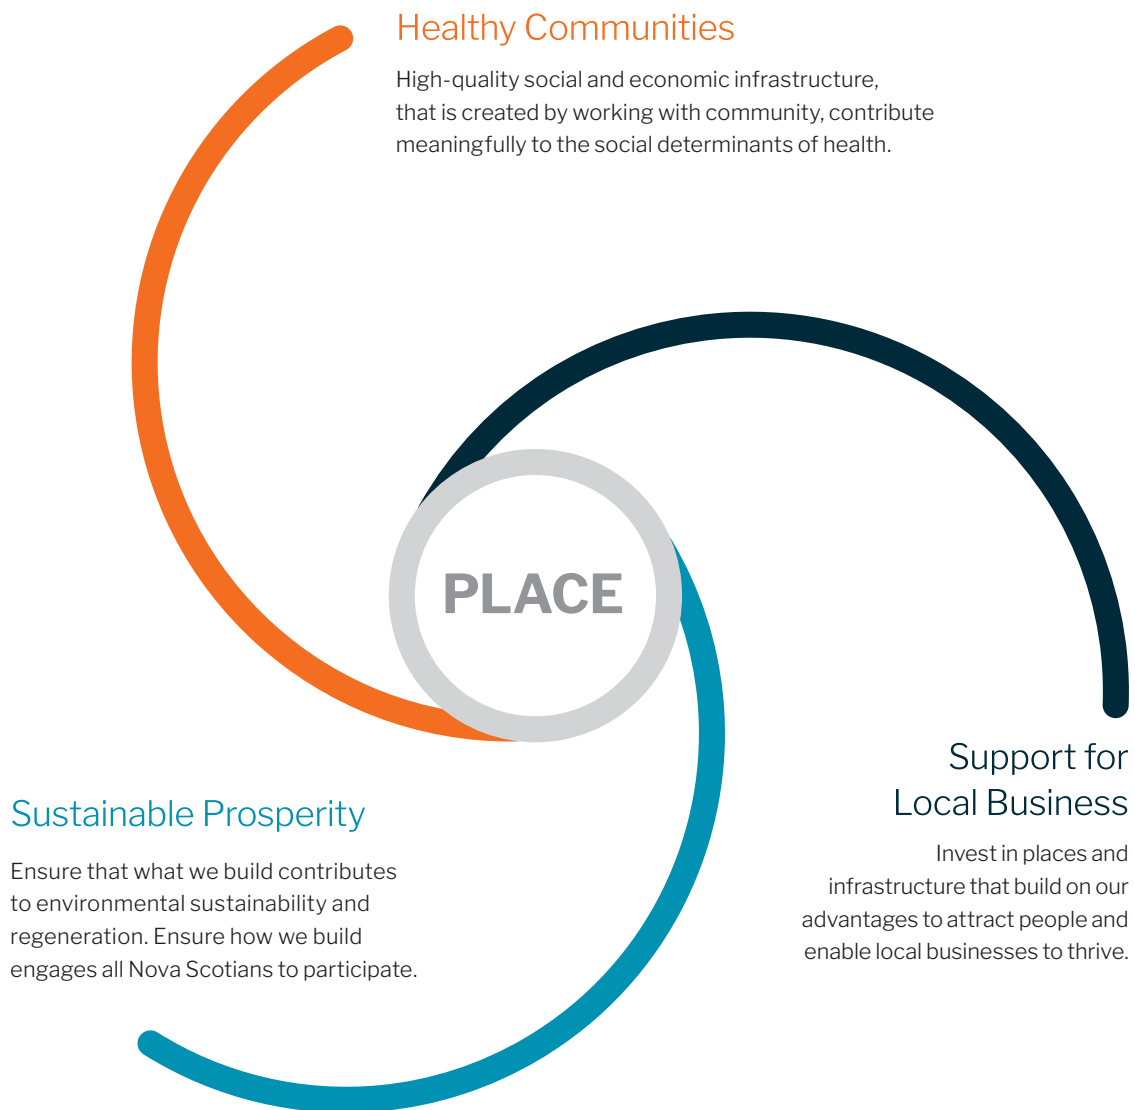 Healthy Communities
High-quality social and economic infrastructure,
that is created by working with community, contribute
meaningfully to the social determinants of health.
PLACE
Support for
Local Business
Invest in places and
infrastructure that build on our
advantages to attract people and
enable local businesses to thrive.
Sustainable Prosperity
Ensure that what we build contributes
to environmental sustainability and
regeneration. Ensure how we build
engages all Nova Scotians to participate.